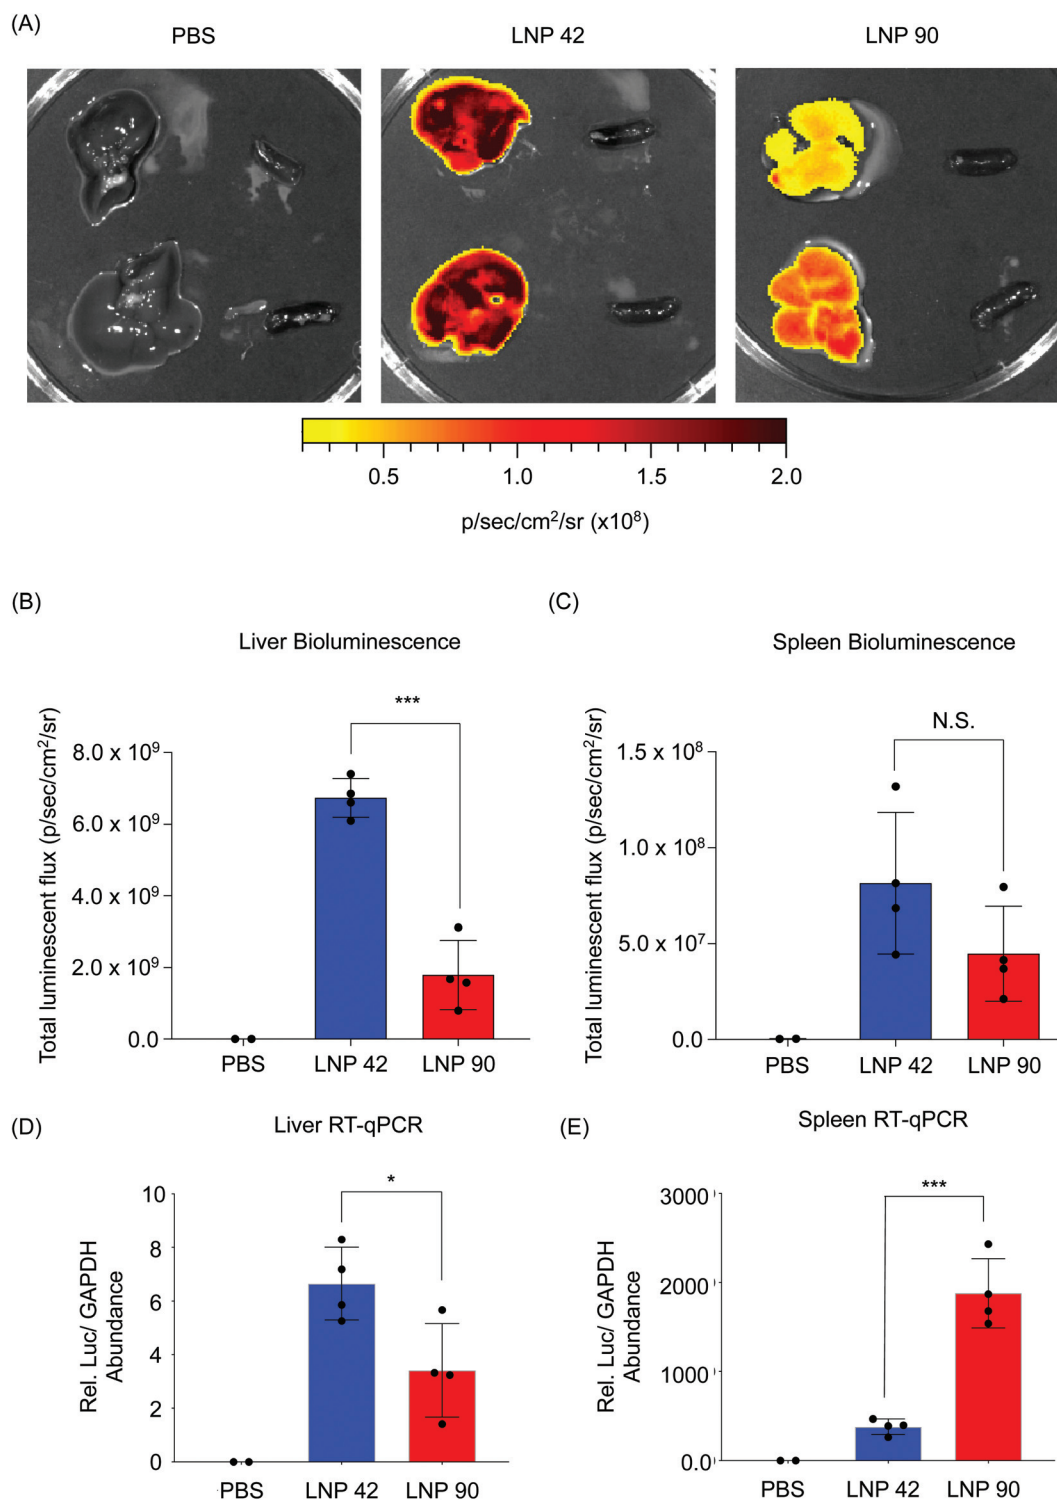 (A)
PBS LNP 42 LNP 90
0.5 1.0 1.5 2.0
p/sec/cm²/sr (x10⁸)
(B)
Liver Bioluminescence
Total luminescent flux (p/sec/cm²/sr)
***
8.0 x 10⁹
6.0 x 10⁹
4.0 x 10⁹
2.0 x 10⁹
0.0
PBS LNP 42 LNP 90
(C)
Spleen Bioluminescence
Total luminescent flux (p/sec/cm²/sr)
N.S.
1.5 x 10⁸
1.0 x 10⁸
5.0 x 10⁷
0.0
PBS LNP 42 LNP 90
(D)
Liver RT-qPCR
Rel. Luc/ GAPDH
Abundance
*
10
8
6
4
2
0
PBS LNP 42 LNP 90
(E)
Spleen RT-qPCR
Rel. Luc/ GAPDH
Abundance
***
3000
2000
1000
0.0
PBS LNP 42 LNP 90